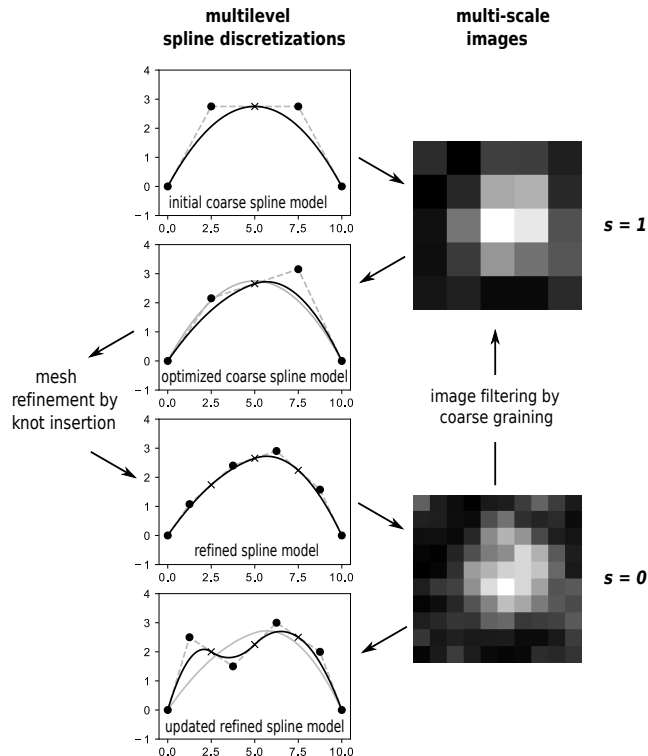 multilevel
spline discretizations
multi-scale
images
4
3
2
1
0
−1
initial coarse spline model
0.0 2.5 5.0 7.5 10.0
s = 1
4
3
2
1
0
−1
optimized coarse spline model
0.0 2.5 5.0 7.5 10.0
mesh
refinement by
knot insertion
image filtering by
coarse graining
4
3
2
1
0
−1
refined spline model
0.0 2.5 5.0 7.5 10.0
s = 0
4
3
2
1
0
−1
updated refined spline model
0.0 2.5 5.0 7.5 10.0